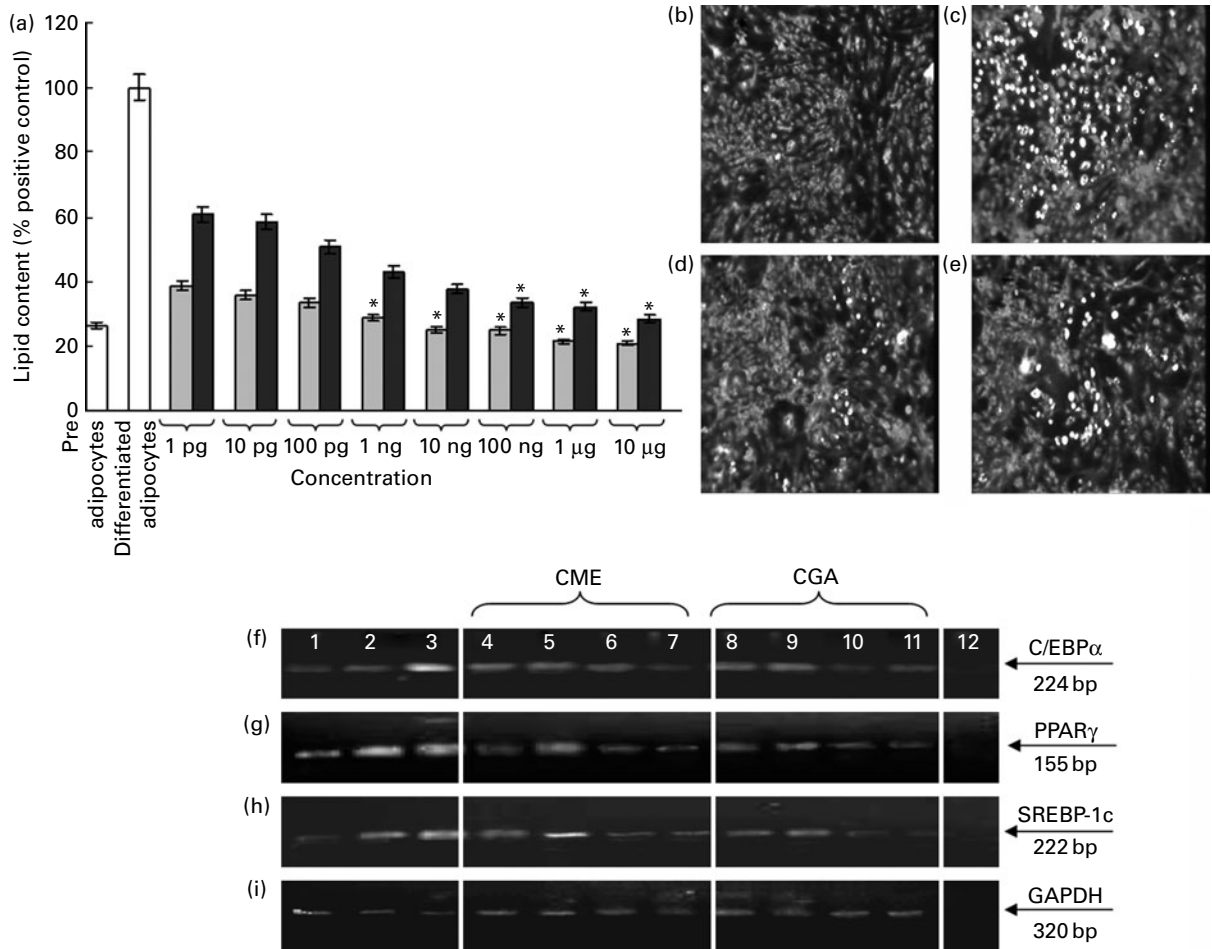 (a)
120
100
80
60
40
20
0
Lipid content (% positive control)
* * * * * * * *
Pre-
adipocytes
Differentiated
adipocytes
1 pg 10 pg 100 pg 1 ng 10 ng 100 ng 1 μg 10 μg
Concentration
(b) (c)
(d) (e)
CME CGA
(f) 1 2 3 4 5 6 7 8 9 10 11 12 C/EBPα
224 bp
(g) PPARγ
155 bp
(h) SREBP-1c
222 bp
(i) GAPDH
320 bp